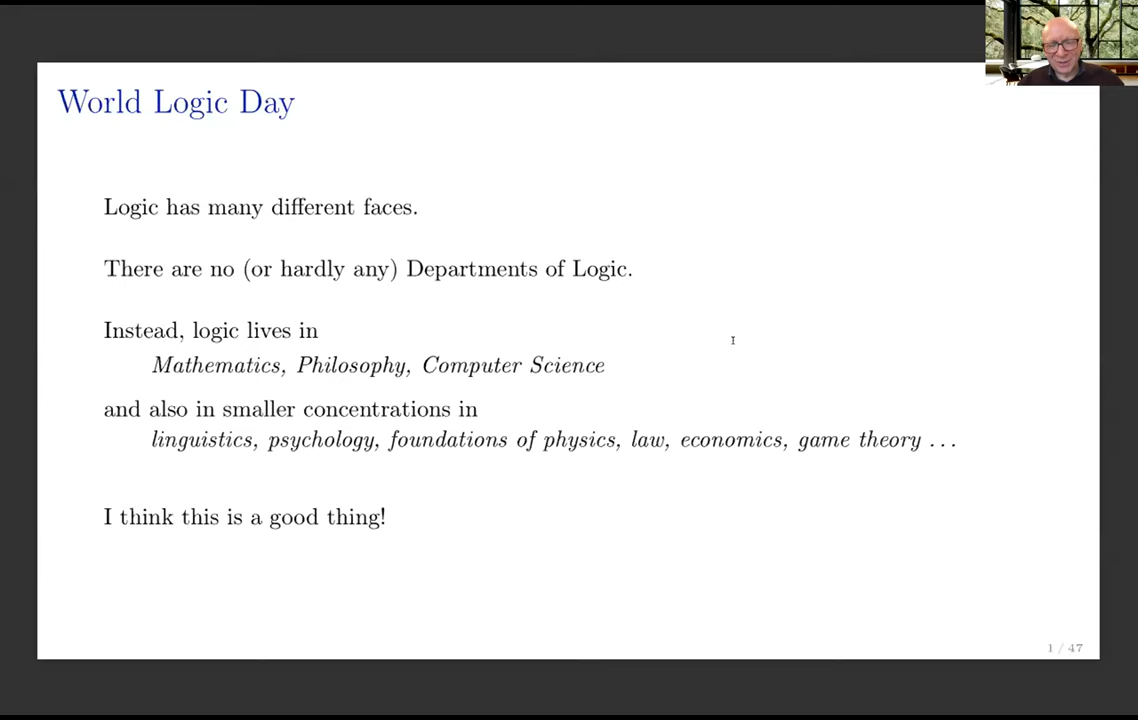 World Logic Day
Logic has many different faces.
There are no (or hardly any) Departments of Logic.
Instead, logic lives in
Mathematics, Philosophy, Computer Science
and also in smaller concentrations in
linguistics, psychology, foundations of physics, law, economics, game theory ...
I think this is a good thing!
1 / 47